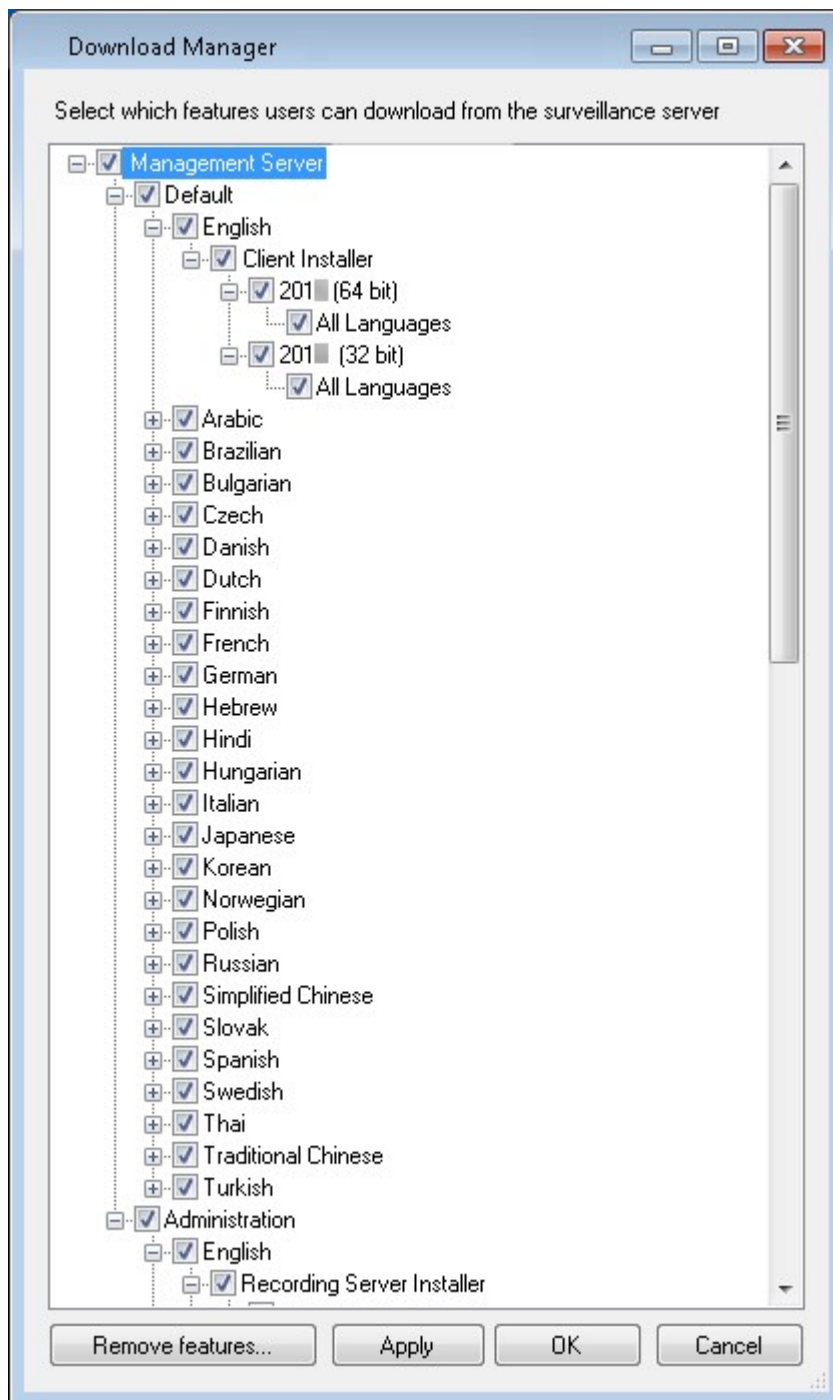 Download Manager
Select which features users can download from the surveillance server
Management Server
Default
English
Client Installer
201 (64 bit)
All Languages
201 (32 bit)
All Languages
Arabic
Brazilian
Bulgarian
Czech
Danish
Dutch
Finnish
French
German
Hebrew
Hindi
Hungarian
Italian
Japanese
Korean
Norwegian
Polish
Russian
Simplified Chinese
Slovak
Spanish
Swedish
Thai
Traditional Chinese
Turkish
Administration
English
Recording Server Installer
Remove features... Apply OK Cancel